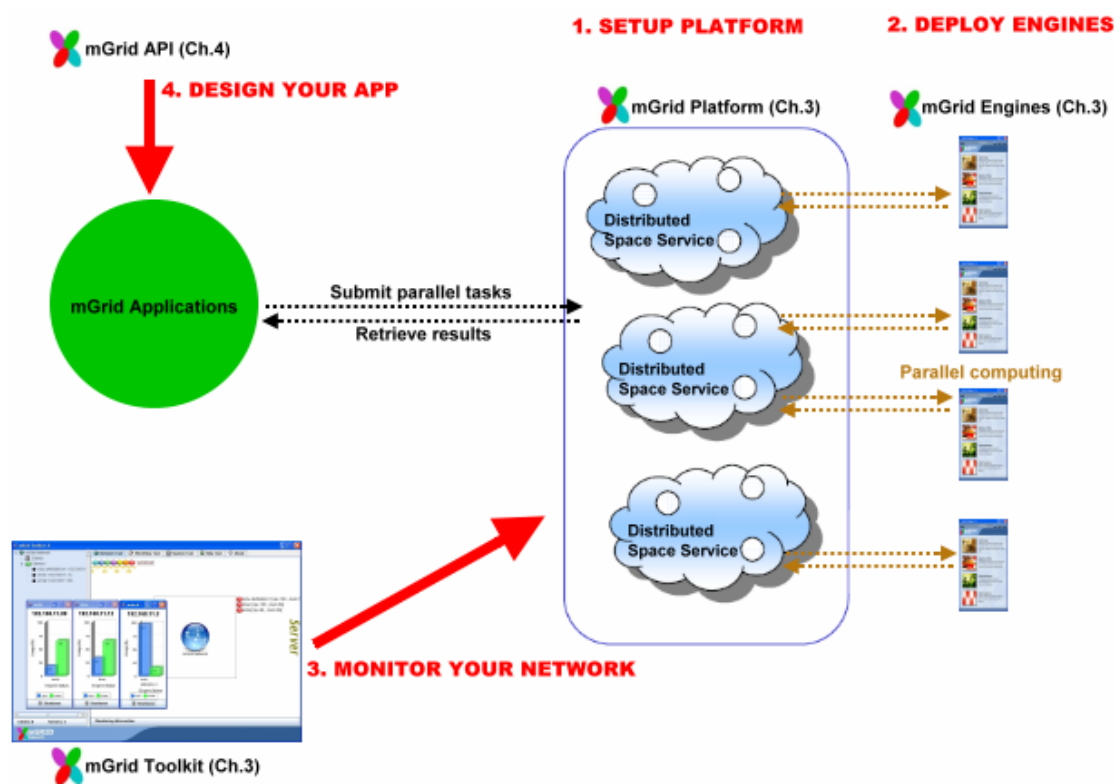 1. SETUP PLATFORM
2. DEPLOY ENGINES
mGrid API (Ch.4)
4. DESIGN YOUR APP
mGrid Platform (Ch.3)
mGrid Engines (Ch.3)
Distributed
Space Service
mGrid Applications
Submit parallel tasks
Retrieve results
Distributed
Space Service
Parallel computing
Distributed
Space Service
Server
3. MONITOR YOUR NETWORK
mGrid Toolkit (Ch.3)